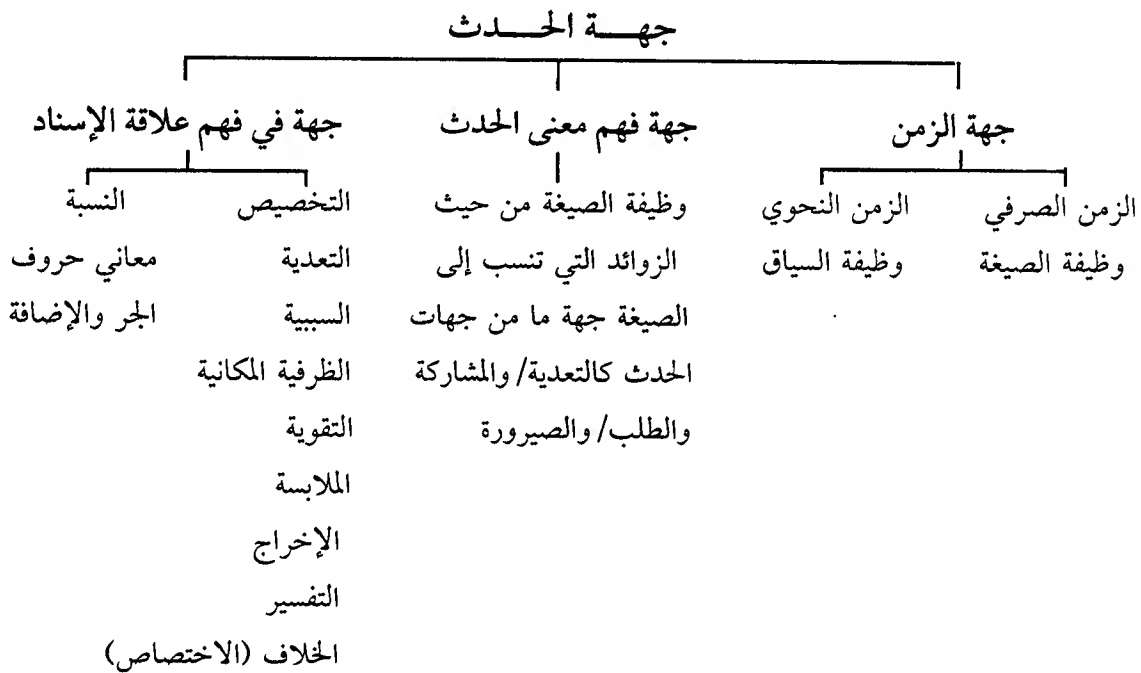 جهـــة الحـــدث
جهة الزمن
جهة فهم معنى الحدث
جهة في فهم علاقة الإسناد
الزمن الصرفي
وظيفة الصيغة
الزمن النحوي
وظيفة السياق
وظيفة الصيغة من حيث
الزوائد التي تنسب إلى
الصيغة جهة ما من جهات
الحدث كالتعدية/ والمشاركة
والطلب/ والصيرورة
التخصيص
التعدية
السببية
الظرفية المكانية
التقوية
الملابسة
الإخراج
التفسير
الخلاف (الاختصاص)
النسبة
معاني حروف
الجر والإضافة